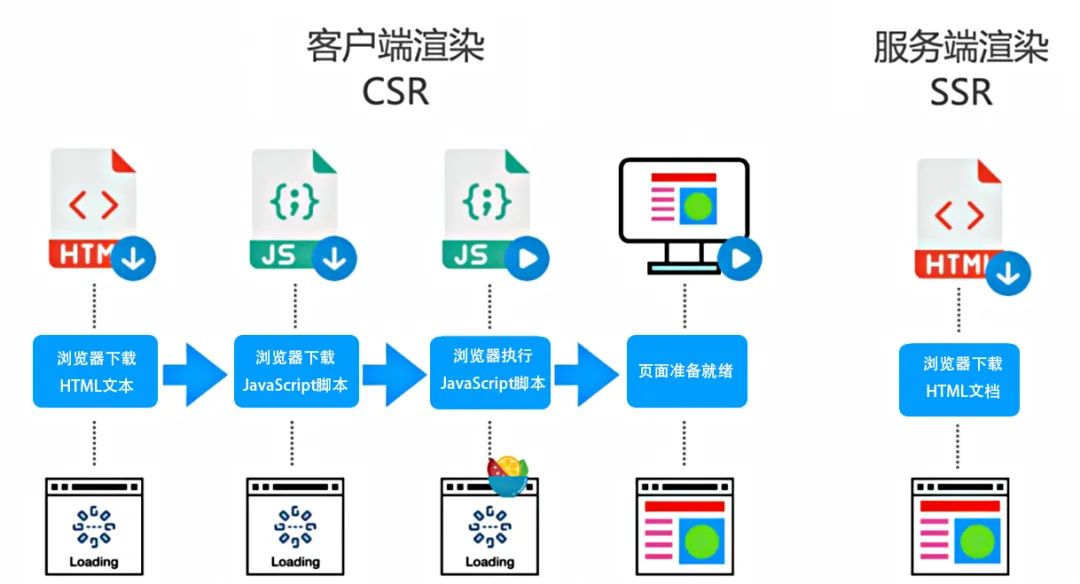 客户端渲染
CSR
服务端渲染
SSR
HTM
JS
JS
HTML
浏览器下载
HTML文本
浏览器下载
JavaScript脚本
浏览器执行
JavaScript脚本
页面准备就绪
浏览器下载
HTML文档
Loading
Loading
Loading